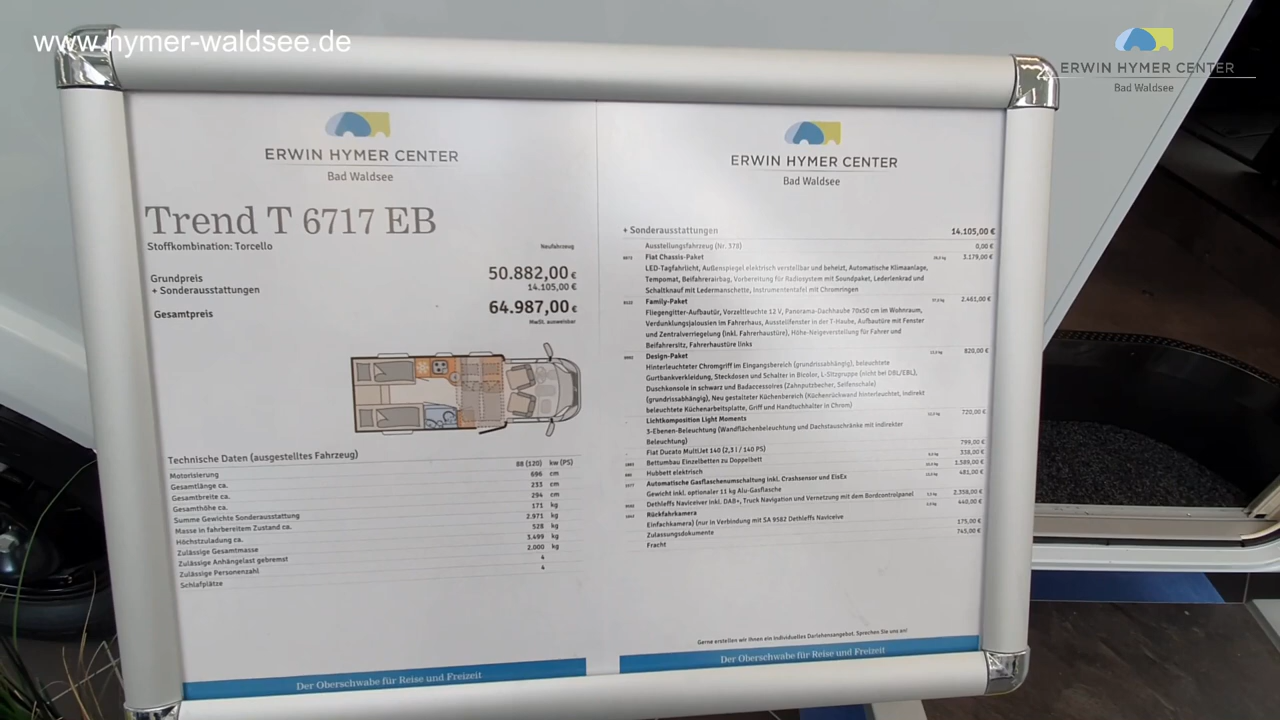 www.hymer-waldsee.de
ERWIN HYMER CENTER
Bad Waldsee
ERWIN HYMER CENTER
Bad Waldsee
Trend T 6717 EB
Stoffkombination: Torcello
Neufahrzeug
Grundpreis 50.882,00 €
+ Sonderausstattungen 14.105,00 €
Gesamtpreis 64.987,00 €
MwSt. ausweisbar
Technische Daten (ausgestelltes Fahrzeug)
Motorisierung 88 (120) kw (PS)
Gesamtlänge ca. 696 cm
Gesamtbreite ca. 233 cm
Gesamthöhe ca. 294 cm
Summe Gewichte Sonderausstattung 171 kg
Masse in fahrbereitem Zustand ca. 2.971 kg
Höchstzuladung ca. 528 kg
Zulässige Gesamtmasse 3.499 kg
Zulässige Anhängelast gebremst 2.000 kg
Zulässige Personenzahl 4
Schlafplätze 4
Der Oberschwabe für Reise und Freizeit
ERWIN HYMER CENTER
Bad Waldsee
+ Sonderausstattungen 14.105,00 €
Ausstellungsfahrzeug (Nr. 378) 0,00 €
Fiat Chassis-Paket 3.179,00 €
LED-Tagfahrlicht, Außenspiegel elektrisch verstellbar und beheizt, Automatische Klimaanlage,
Tempomat, Beifahrerairbag, Vorbereitung für Radiosystem mit Soundpaket, Lederlenkrad und
Schaltknauf mit Ledermanschette, Instrumententafel mit Chromringen
Family-Paket 2.461,00 €
Fliegengitter-Aufbautür, Vorzeltleuchte 12 V, Panorama-Dachhaube 70x50 cm im Wohnraum,
Verdunklungsjalousien im Fahrerhaus, Ausstellfenster in der T-Haube, Aufbautüre mit Fenster
und Zentralverriegelung (inkl. Fahrerhaustüre), Höhe-Neigeverstellung für Fahrer und
Beifahrersitz, Fahrerhaustüre links
Design-Paket 820,00 €
Hinterleuchteter Chromgriff im Eingangsbereich (grundrissabhängig), beleuchtete
Gurtbankverkleidung, Steckdosen und Schalter in Bicolor, L-Sitzgruppe (nicht bei DBL/EBL),
Duschkonsole in schwarz und Badaccessoires (Zahnputzbecher, Seifenschale)
(grundrissabhängig), Neu gestalteter Küchenbereich (Küchenrückwand hinterleuchtet, indirekt
beleuchtete Küchenarbeitsplatte, Griff und Handtuchhalter in Chrom)
Lichtkomposition Light Moments 720,00 €
3-Ebenen-Beleuchtung (Wandflächenbeleuchtung und Dachstauschränke mit indirekter
Beleuchtung)
Fiat Ducato MultiJet 140 (2,3 l / 140 PS) 799,00 €
Bettumbau Einzelbetten zu Doppelbett 338,00 €
Hubbett elektrisch 1.589,00 €
Automatische Gasflaschenumschaltung inkl. Crashsensor und EisEx 481,00 €
Gewicht inkl. optionaler 11 kg Alu-Gasflasche
Dethleffs Naviceiver inkl. DAB+, Truck Navigation und Vernetzung mit dem Bordcontrolpanel 2.358,00 €
Rückfahrkamera 440,00 €
Einfachkamera) (nur in Verbindung mit SA 9582 Dethleffs Naviceive
Zulassungsdokumente 175,00 €
Fracht 745,00 €
Gerne erstellen wir Ihnen ein individuelles Darlehensangebot. Sprechen Sie uns an!
Der Oberschwabe für Reise und Freizeit